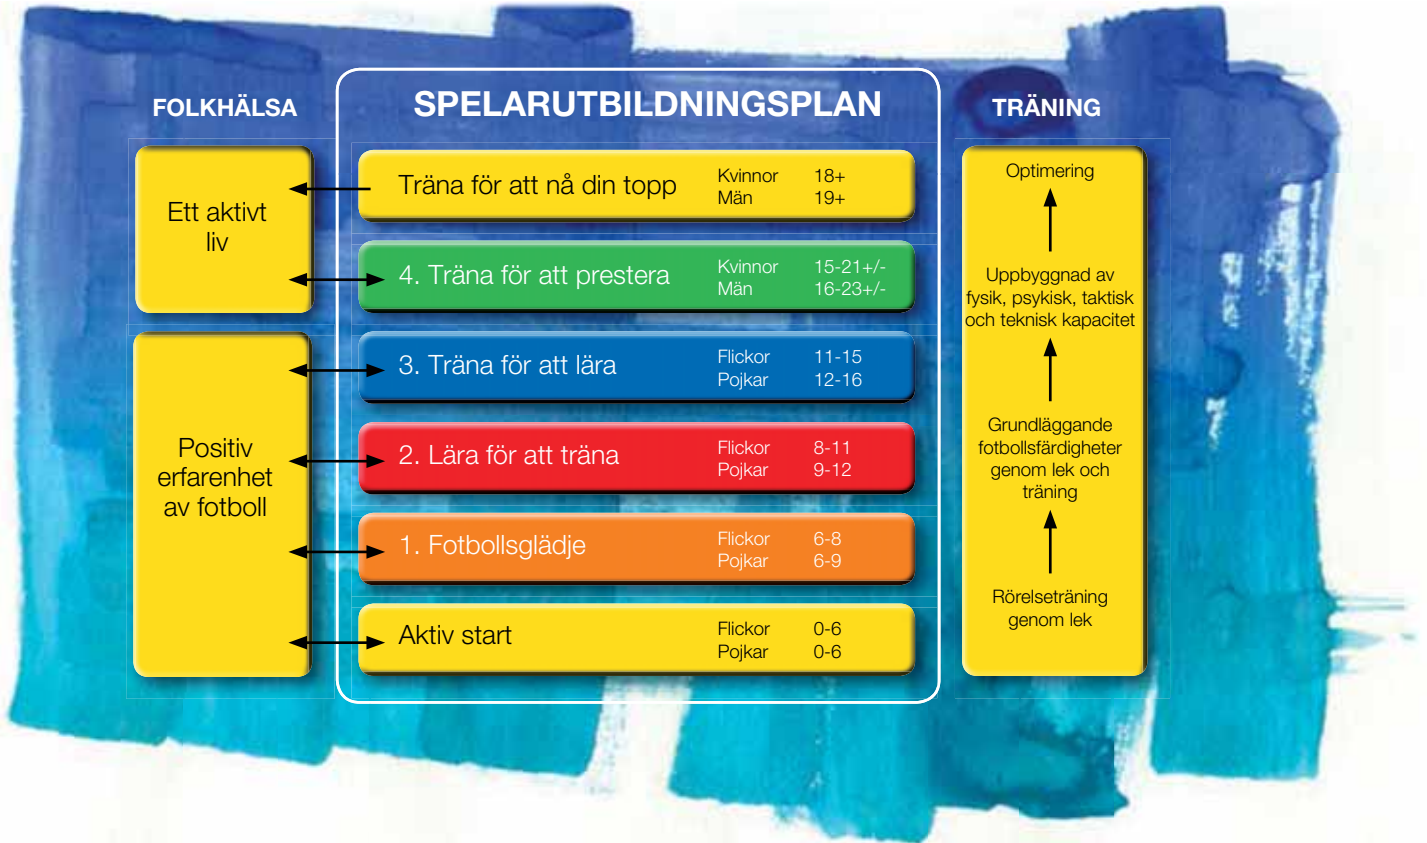 FOLKHÄLSA
Ett aktivt
liv
Positiv
erfarenhet
av fotboll
SPELARUTBILDNINGSPLAN
Träna för att nå din topp
Kvinnor 18+
Män 19+
4. Träna för att prestera
Kvinnor 15-21+/-
Män 16-23+/-
3. Träna för att lära
Flickor 11-15
Pojkar 12-16
2. Lära för att träna
Flickor 8-11
Pojkar 9-12
1. Fotbollsglädje
Flickor 6-8
Pojkar 6-9
Aktiv start
Flickor 0-6
Pojkar 0-6
TRÄNING
Optimering
Uppbyggnad av
fysik, psykisk, taktisk
och teknisk kapacitet
Grundläggande
fotbollsfärdigheter
genom lek och
träning
Rörelseträning
genom lek